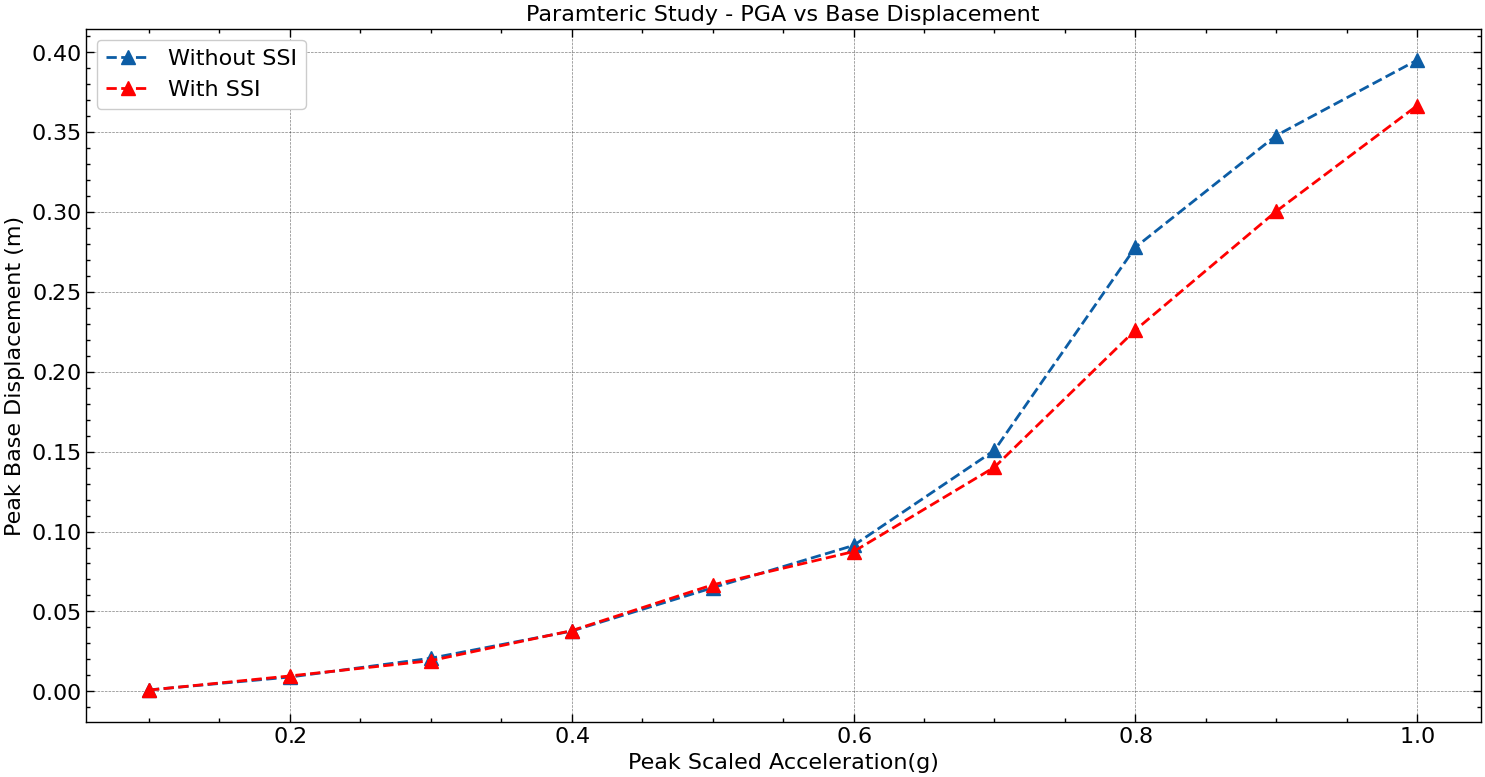 Paramteric Study - PGA vs Base Displacement
Without SSI
With SSI
Peak Base Displacement (m)
0.40
0.35
0.30
0.25
0.20
0.15
0.10
0.05
0.00
0.2
0.4
0.6
0.8
1.0
Peak Scaled Acceleration(g)